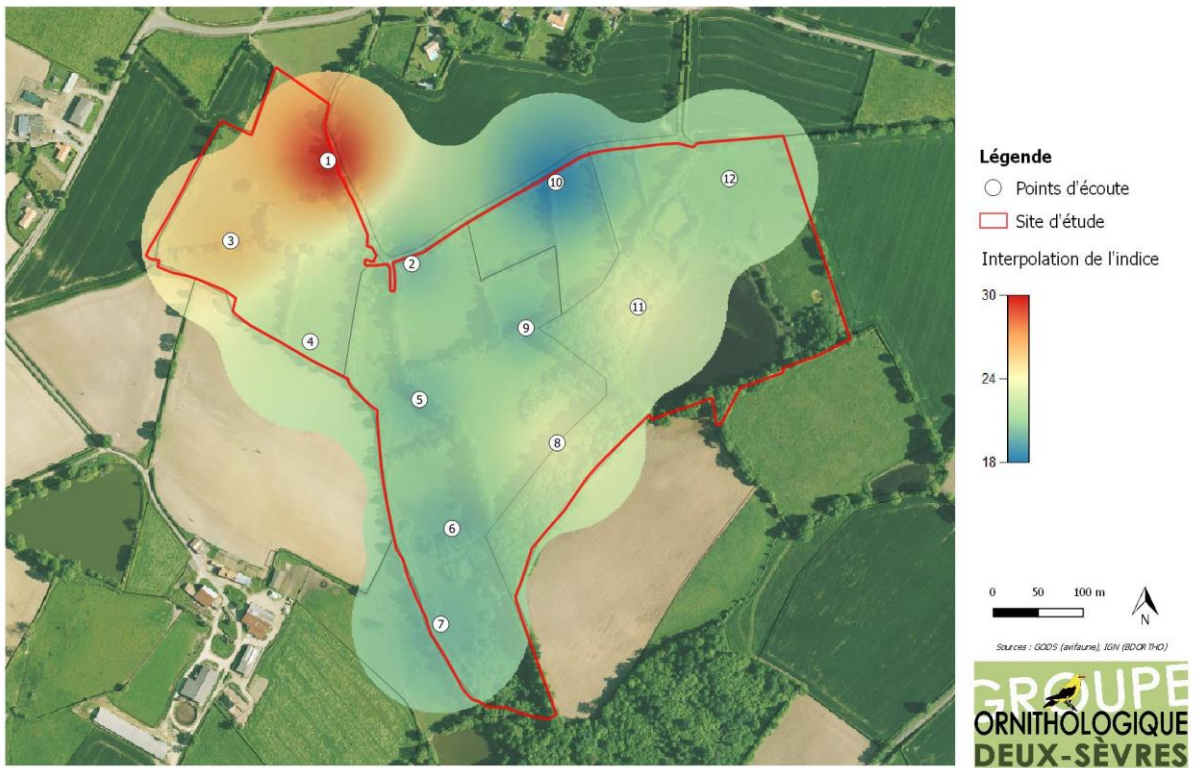 1
10
12
3
2
11
9
4
5
8
6
7
Légende
Points d'écoute
Site d'étude
Interpolation de l'indice
30
24
18
0 50 100 m
N
Sources : GODS (avifaune), IGN (BDORTHO)
GROUPE
ORNITHOLOGIQUE
DEUX-SÈVRES